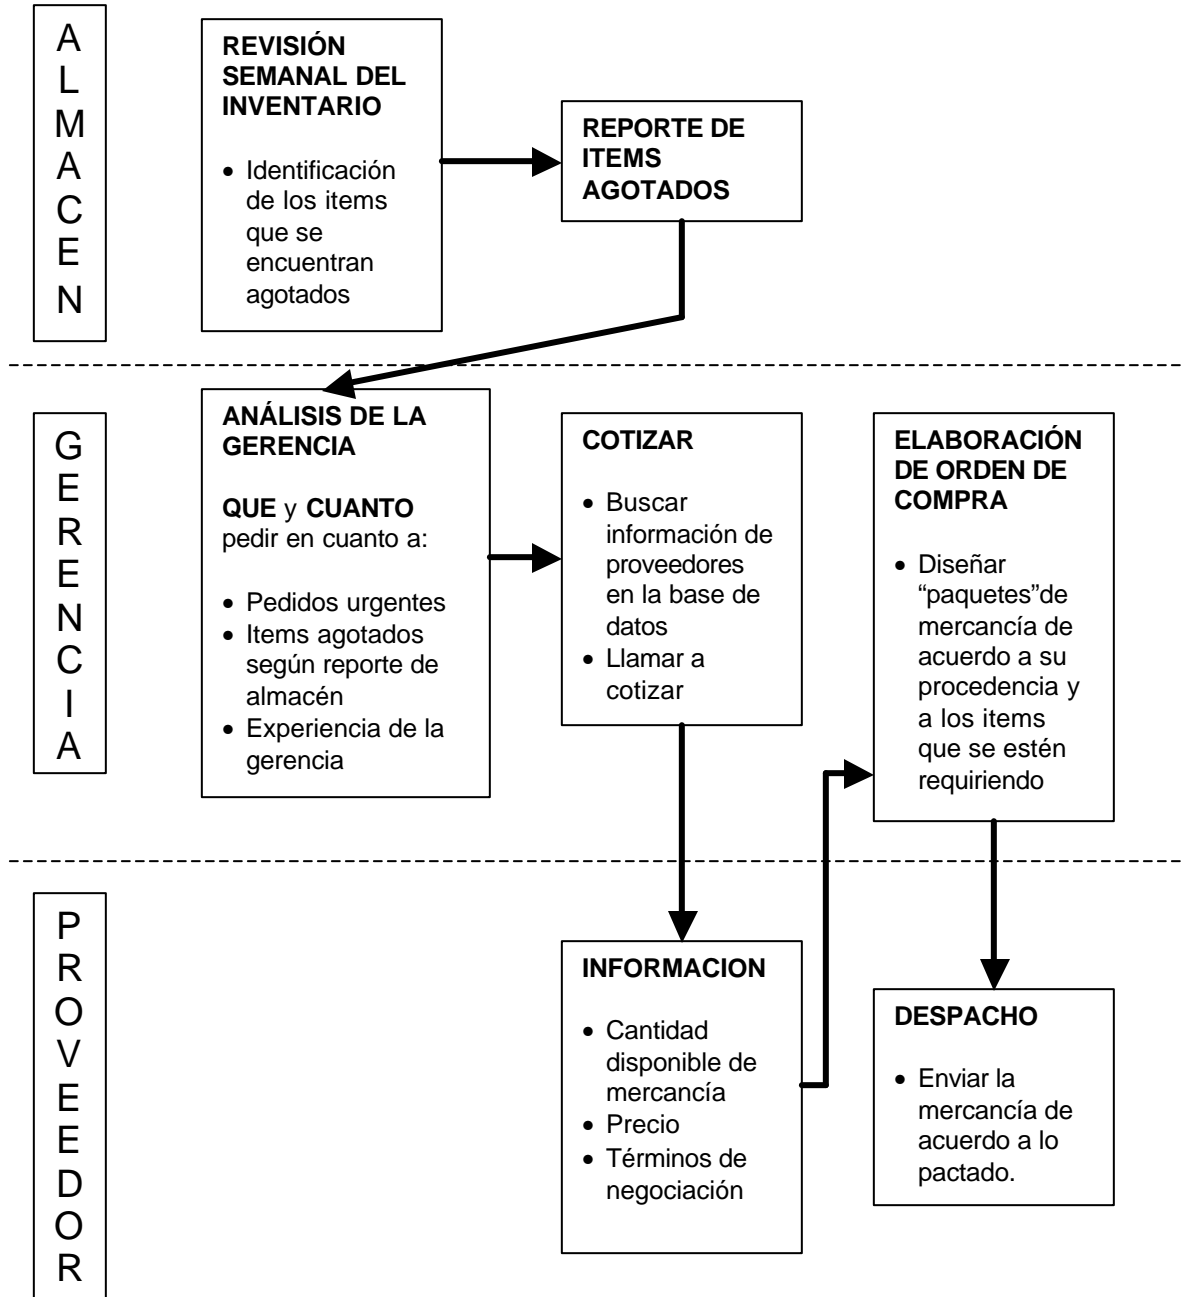 ALMACEN
REVISIÓN
SEMANAL DEL
INVENTARIO
• Identificación
de los items
que se
encuentran
agotados
REPORTE DE
ITEMS
AGOTADOS
GERENCIA
ANÁLISIS DE LA
GERENCIA
QUE y CUANTO
pedir en cuanto a:
• Pedidos urgentes
• Items agotados
según reporte de
almacén
• Experiencia de la
gerencia
COTIZAR
• Buscar
información de
proveedores
en la base de
datos
• Llamar a
cotizar
ELABORACIÓN
DE ORDEN DE
COMPRA
• Diseñar
“paquetes”de
mercancía de
acuerdo a su
procedencia y
a los items
que se estén
requiriendo
PROVEEDOR
INFORMACION
• Cantidad
disponible de
mercancía
• Precio
• Términos de
negociación
DESPACHO
• Enviar la
mercancía de
acuerdo a lo
pactado.